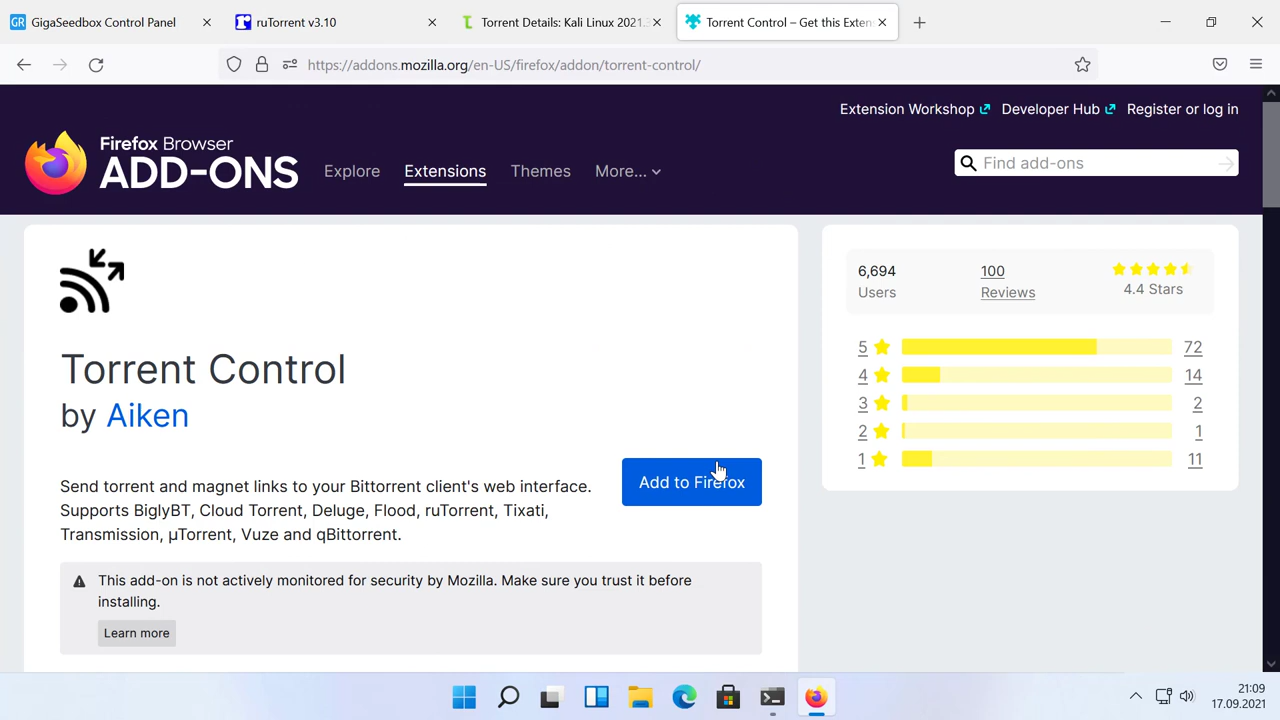 GR GigaSeedbox Control Panel
ruTorrent v3.10
Torrent Details: Kali Linux 2021.
Torrent Control – Get this Exten
https://addons.mozilla.org/en-US/firefox/addon/torrent-control/
Extension Workshop
Developer Hub
Register or log in
Firefox Browser
ADD-ONS
Explore
Extensions
Themes
More...
Find add-ons
Torrent Control
by Aiken
Send torrent and magnet links to your Bittorrent client's web interface.
Supports BiglyBT, Cloud Torrent, Deluge, Flood, ruTorrent, Tixati,
Transmission, µTorrent, Vuze and qBittorrent.
Add to Firefox
This add-on is not actively monitored for security by Mozilla. Make sure you trust it before
installing.
Learn more
6,694
Users
100
Reviews
4.4 Stars
5 72
4 14
3 2
2 1
1 11
21:09
17.09.2021